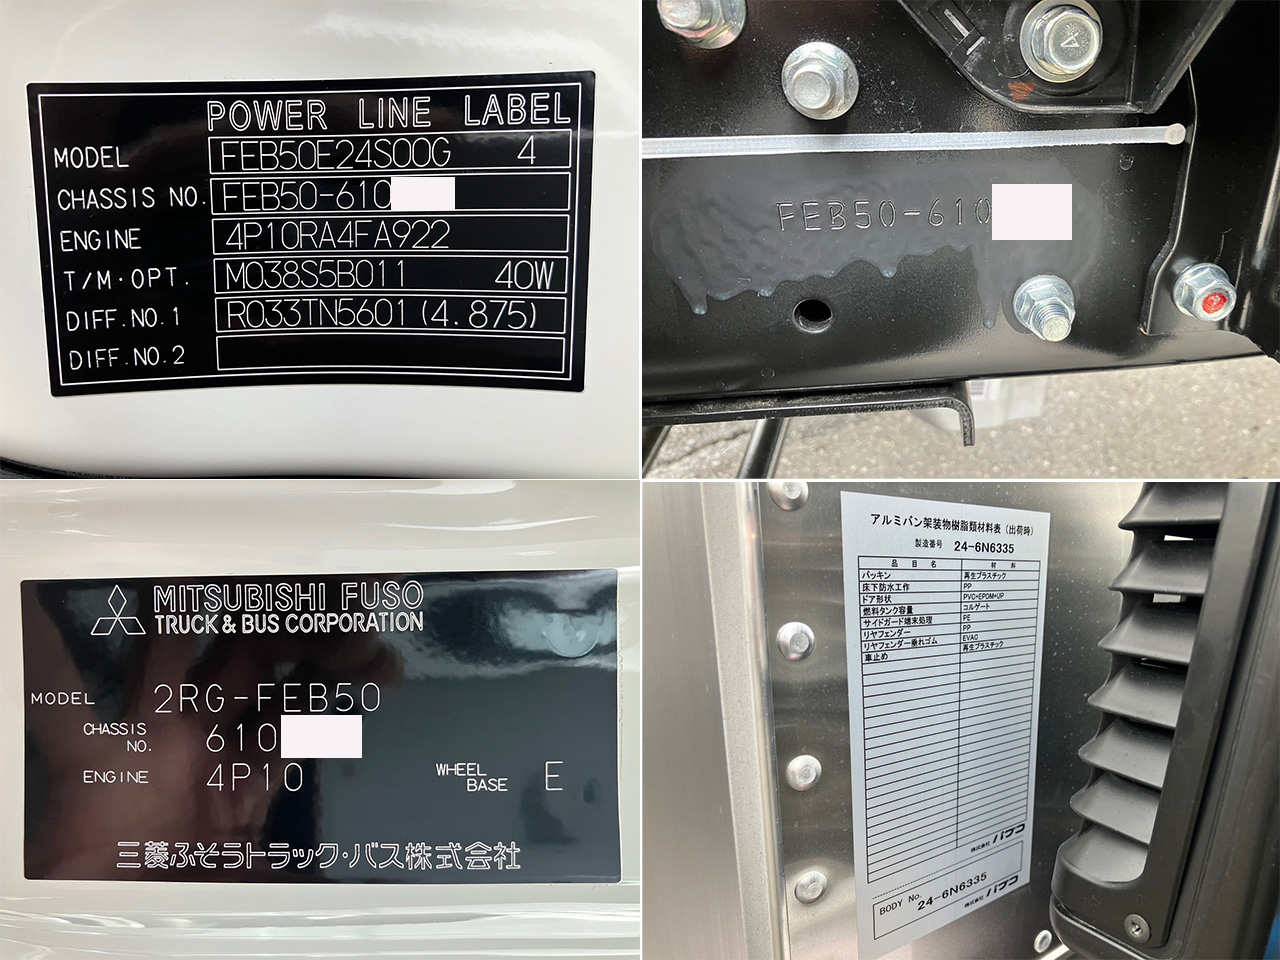 POWER LINE LABEL
MODEL FEB50E24S00G 4
CHASSIS NO. FEB50-610
ENGINE 4P10RA4FA922
T/M・OPT. M038S5B011 40W
DIFF.NO.1 R033TN5601(4.875)
DIFF.NO.2
FEB50-610
MITSUBISHI FUSO
TRUCK & BUS CORPORATION
MODEL 2RG-FEB50
CHASSIS NO. 610
ENGINE 4P10 WHEEL BASE E
三菱ふそうトラック・バス株式会社
アルミバン架装物樹脂類材料表（出荷時）
製造番号 24-6N6335
品目名 材料
パッキン 再生プラスチック
床下防水工作 PP
ドア形状 PVC+EPDM+UP
燃料タンク容量 コルゲート
サイドガード端末処理 PE
リヤフェンダー PP
リヤフェンダー垂れゴム EVAC
車止め 再生プラスチック
株式会社 パブコ
BODY No. 24-6N6335
株式会社 パブコ